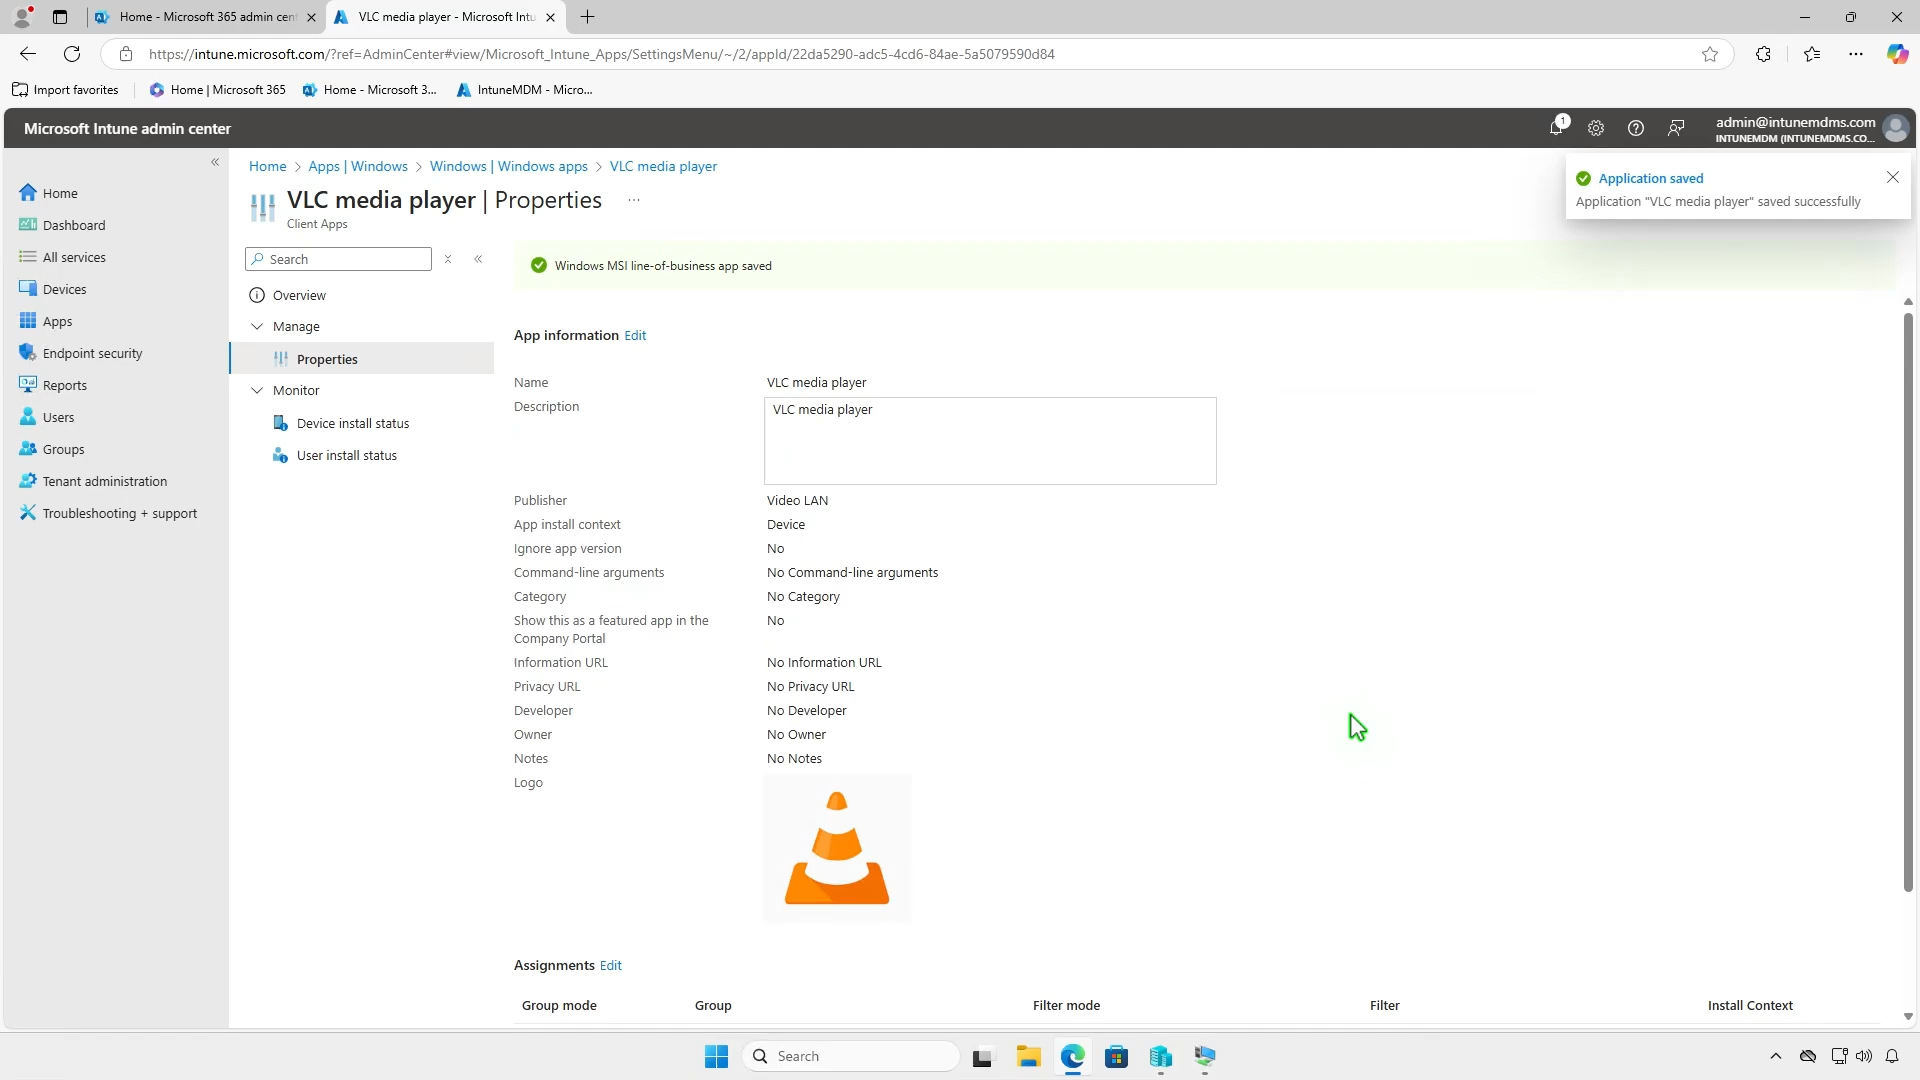 Home - Microsoft 365 admin cent
VLC media player - Microsoft Intu
https://intune.microsoft.com/?ref=AdminCenter#view/Microsoft_Intune_Apps/SettingsMenu/~/2/appId/22da5290-adc5-4cd6-84ae-5a5079590d84
Import favorites
Home | Microsoft 365
Home - Microsoft 3...
IntuneMDM - Micro...
Microsoft Intune admin center
1
admin@intunemdms.com
INTUNEMDM (INTUNEMDMS.CO...
Home > Apps | Windows > Windows | Windows apps > VLC media player
VLC media player | Properties ...
Client Apps
Application saved
Application "VLC media player" saved successfully
Home
Dashboard
All services
Devices
Apps
Endpoint security
Reports
Users
Groups
Tenant administration
Troubleshooting + support
Search
Overview
Manage
Properties
Monitor
Device install status
User install status
Windows MSI line-of-business app saved
App information Edit
Name VLC media player
Description VLC media player
Publisher Video LAN
App install context Device
Ignore app version No
Command-line arguments No Command-line arguments
Category No Category
Show this as a featured app in the No
Company Portal
Information URL No Information URL
Privacy URL No Privacy URL
Developer No Developer
Owner No Owner
Notes No Notes
Logo
Assignments Edit
Group mode Group Filter mode Filter Install Context
Search